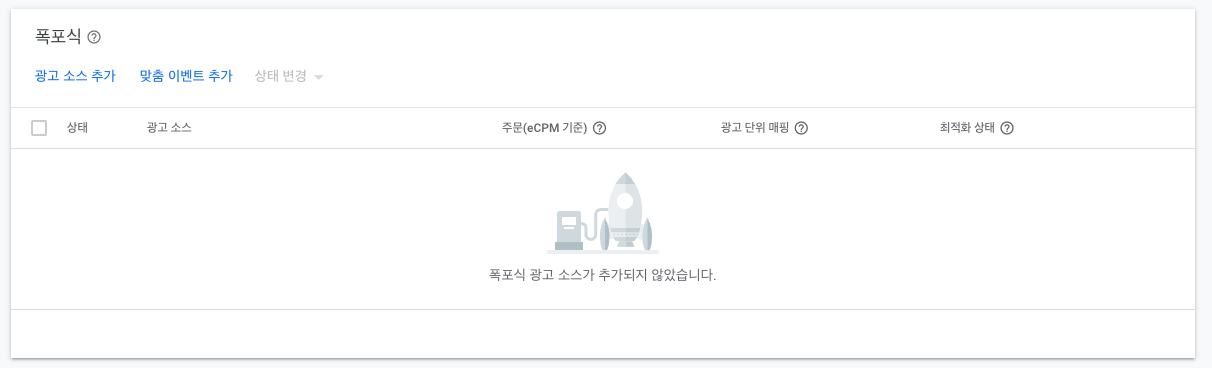 폭포식
광고 소스 추가 맞춤 이벤트 추가 상태 변경
상태 광고 소스 주문(eCPM 기준) 광고 단위 매핑 최적화 상태
폭포식 광고 소스가 추가되지 않았습니다.